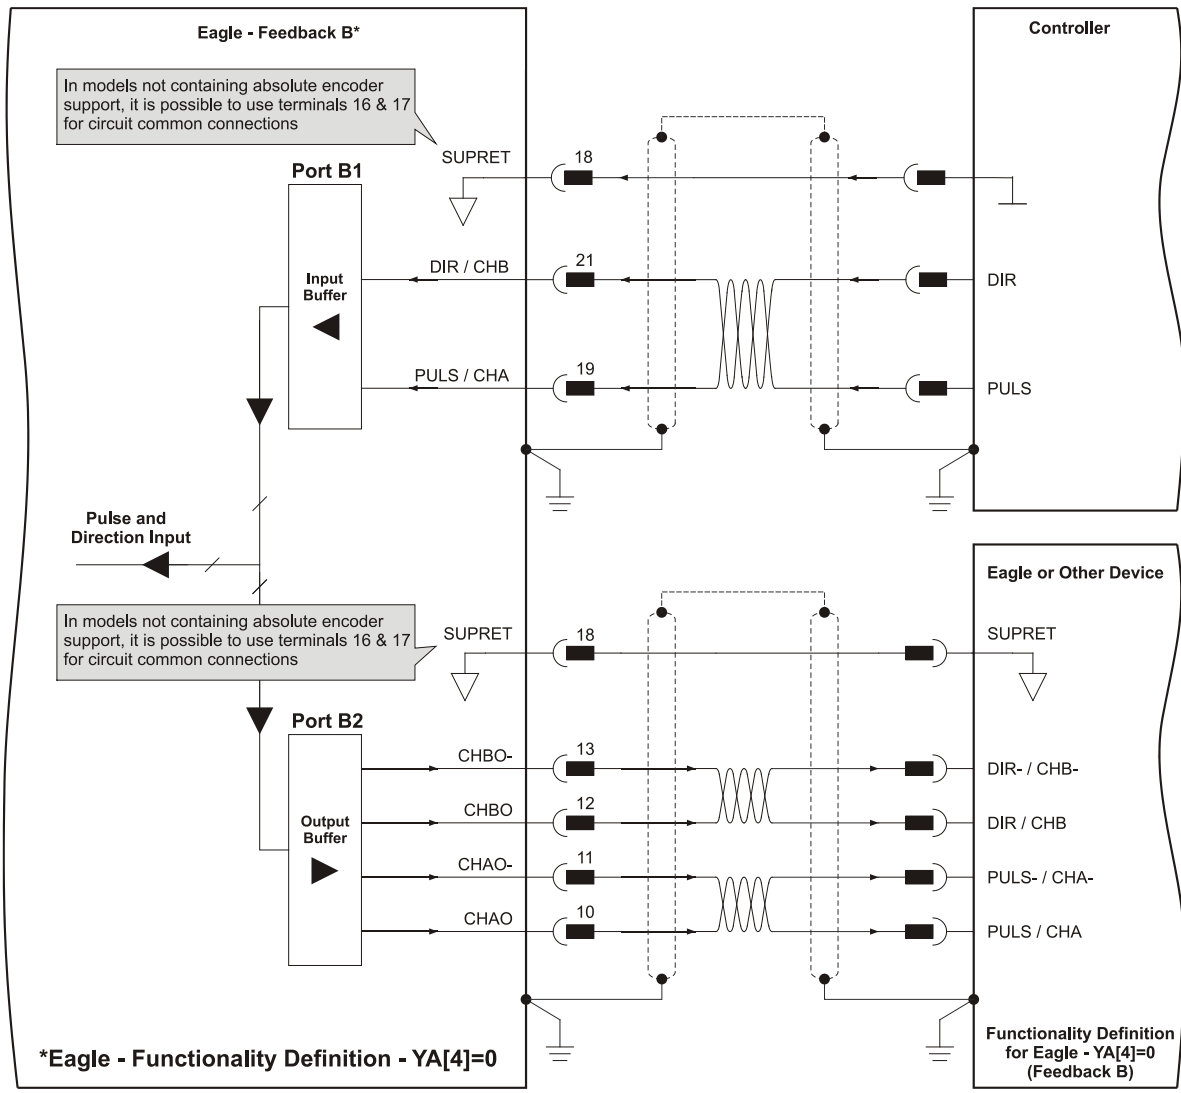 Eagle - Feedback B*
Controller
In models not containing absolute encoder
support, it is possible to use terminals 16 & 17
for circuit common connections
SUPRET
18
Port B1
Input
Buffer
DIR / CHB
21
DIR
PULS / CHA
19
PULS
Pulse and
Direction Input
Eagle or Other Device
In models not containing absolute encoder
support, it is possible to use terminals 16 & 17
for circuit common connections
SUPRET
18
SUPRET
Port B2
Output
Buffer
CHBO-
13
DIR- / CHB-
CHBO
12
DIR / CHB
CHAO-
11
PULS- / CHA-
CHAO
10
PULS / CHA
*Eagle - Functionality Definition - YA[4]=0
Functionality Definition
for Eagle - YA[4]=0
(Feedback B)